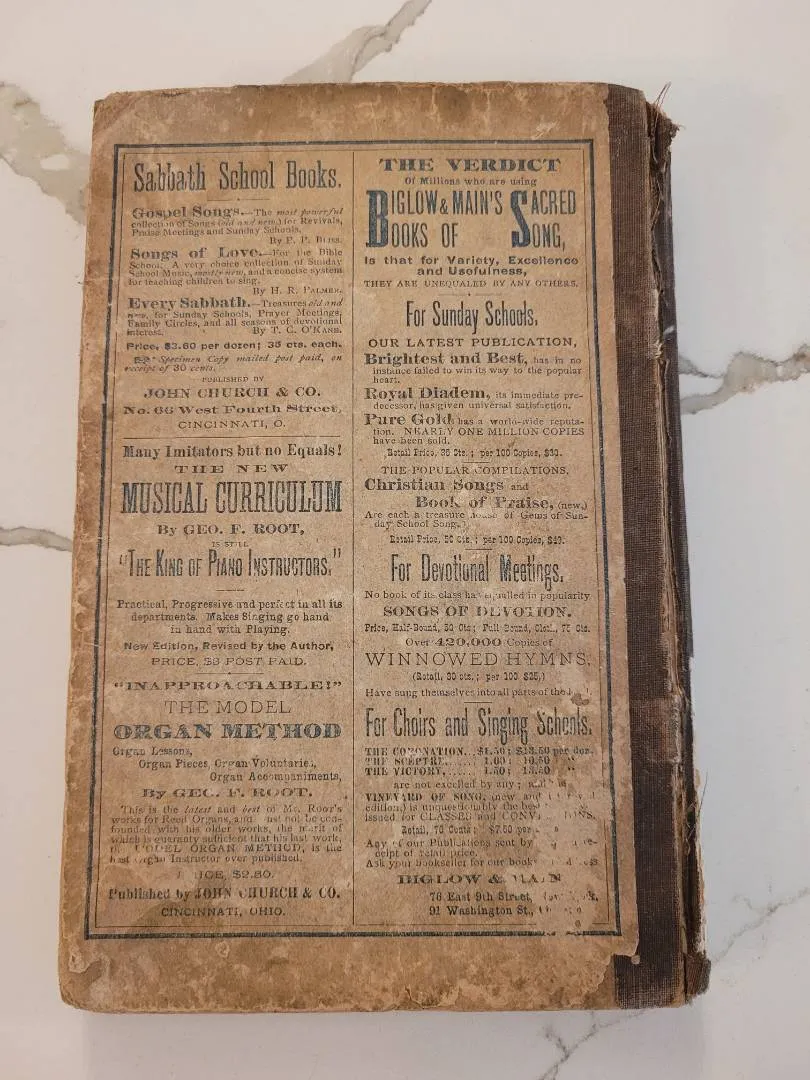 Sabbath School Books.
Gospel Songs.—The most powerful
collection of Songs (old and new) for Revivals,
Praise Meetings and Sunday Schools.
By P. P. BLISS.
Songs of Love.—For the Bible
School. A very choice collection of Sunday
School Music, mostly new, and a concise system
for teaching children to sing.
By H. R. PALMER.
Every Sabbath.—Treasures old and
new, for Sunday Schools, Prayer Meetings,
Family Circles, and all seasons of devotional
interest. By T. C. O'KANE.
Price, $3.60 per dozen; 35 cts. each.
Specimen Copy mailed post paid, on
receipt of 30 cents.
PUBLISHED BY
JOHN CHURCH & CO.
No. 66 West Fourth Street,
CINCINNATI, O.
Many Imitators but no Equals!
THE NEW
MUSICAL CURRICULUM
By GEO. F. ROOT,
IS STILL
"THE KING OF PIANO INSTRUCTORS."
Practical, Progressive and perfect in all its
departments. Makes Singing go hand
in hand with Playing.
New Edition, Revised by the Author,
PRICE, $3 POST PAID.
"INAPPROACHABLE!"
THE MODEL
ORGAN METHOD
Organ Lessons,
Organ Pieces, Organ Voluntaries,
Organ Accompaniments,
By GEO. F. ROOT.
This is the latest and best of Mr. Root's
works for Reed Organs, and must not be con-
founded with his older works, the merit of
which is guaranty sufficient that his last work,
MODEL ORGAN METHOD, is the
best Organ Instructor over published.
$2.50.
Published by JOHN CHURCH & CO.
CINCINNATI, OHIO.
THE VERDICT
Of Millions who are using
BIGLOW & MAIN'S SACRED
BOOKS OF SONG,
Is that for Variety, Excellence
and Usefulness,
THEY ARE UNEQUALED BY ANY OTHERS.
For Sunday Schools.
OUR LATEST PUBLICATION,
Brightest and Best, has in no
instance failed to win its way to the popular
heart.
Royal Diadem, its immediate pre-
decessor, has given universal satisfaction.
Pure Gold has a world-wide reputa-
tion. NEARLY ONE MILLION COPIES
have been sold.
Retail Price, 35 Cts.; per 100 Copies, $30.
THE POPULAR COMPILATIONS,
Christian Songs and
Book of Praise, (new,)
Are each a treasure house of Gems of Sun-
day School Song.
Retail Price, 50 Cts.; per 100 Copies, $40.
For Devotional Meetings.
No book of its class has equalled in popularity
SONGS OF DEVOTION.
Price, Half-Bound, 50 Cts; Full Bound, Cloth, 75 Cts.
Over 420,000 Copies of
WINNOWED HYMNS,
(Retail, 30 cts.; per 100 $25,)
Have sung themselves into all parts of the
For Choirs and Singing Schools.
THE CORONATION...$1.50; $13.50 per doz.
THE SCEPTRE,...... 1.00; 10.50 "
THE VICTORY,...... 1.50; 13.50 "
are not excelled by any;
VINEYARD OF SONG, (new and
edition,) is unquestionably the best
issued for CLASSES and
Retail, 75 Cents; $7.50 per
Any of our Publications sent by
receipt of retail price.
Ask your bookseller for our
BIGLOW & MAIN
76 East 9th Street,
91 Washington St.,